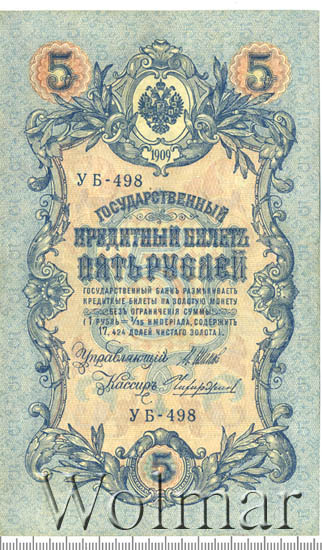 5 5
1909
УБ-498
ГОСУДАРСТВЕННЫЙ
КРЕДИТНЫЙ БИЛЕТЪ
ПЯТЬ РУБЛЕЙ
ГОСУДАРСТВЕННЫЙ БАНКЪ РАЗМѢНИВАЕТЪ
КРЕДИТНЫЕ БИЛЕТЫ НА ЗОЛОТУЮ МОНЕТУ
БЕЗЪ ОГРАНИЧЕНІЯ СУММЫ
(1 РУБЛЬ = 1/15 ИМПЕРІАЛА, СОДЕРЖИТЪ
17,424 ДОЛЕЙ ЧИСТАГО ЗОЛОТА).
Управляющій
Кассиръ
УБ-498
5
Wolmar